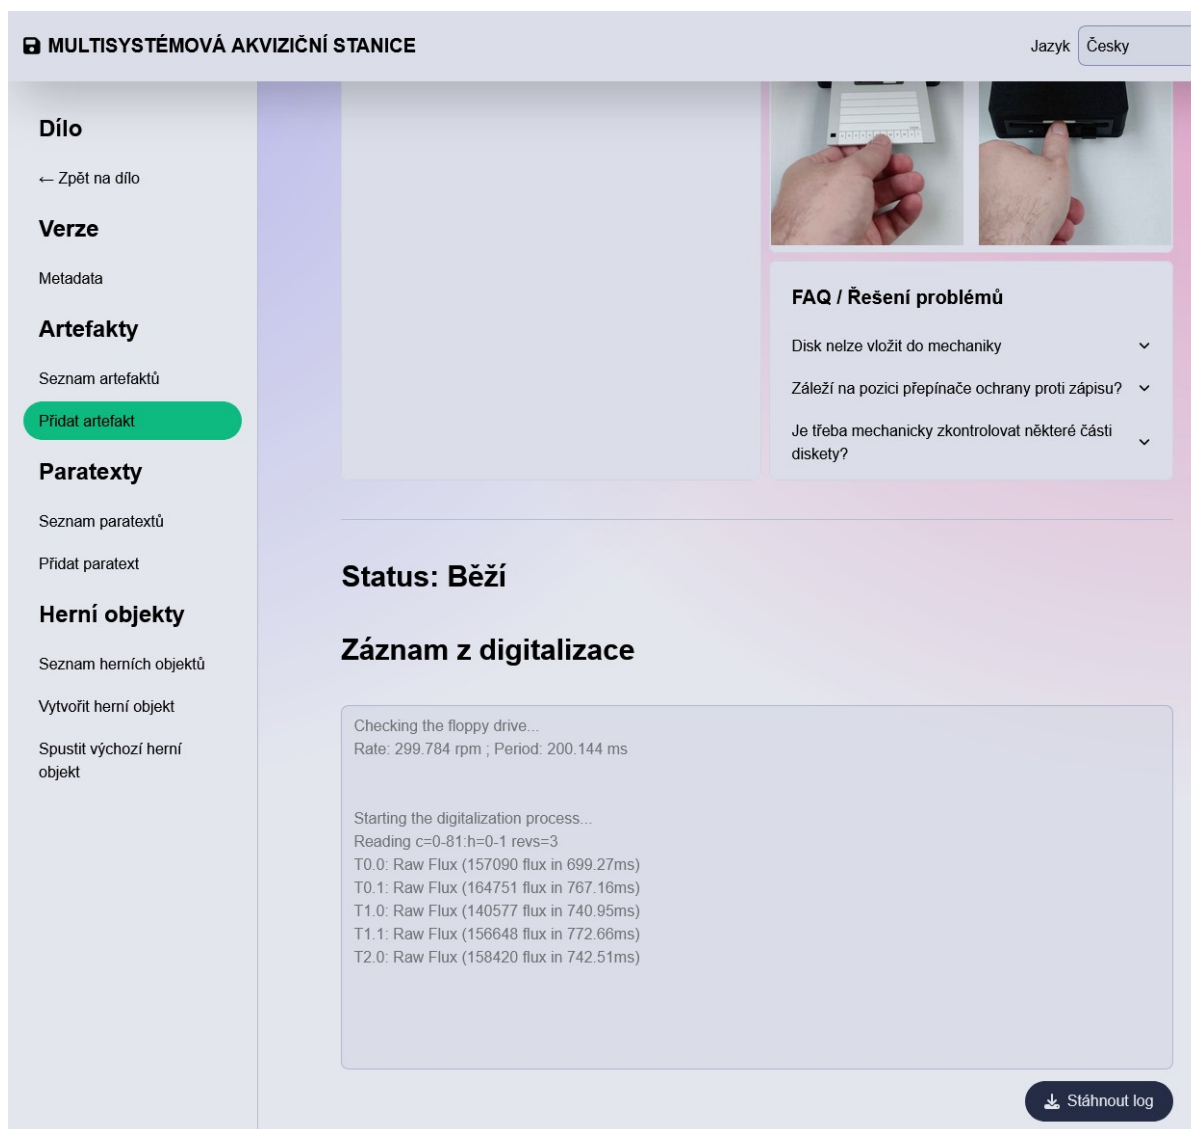 MULTISYSTÉMOVÁ AKVIZIČNÍ STANICE
Jazyk
Česky
Dílo
← Zpět na dílo
Verze
Metadata
Artefakty
Seznam artefaktů
Přidat artefakt
Paratexty
Seznam paratextů
Přidat paratext
Herní objekty
Seznam herních objektů
Vytvořit herní objekt
Spustit výchozí herní
objekt
FAQ / Řešení problémů
Disk nelze vložit do mechaniky
Záleží na pozici přepínače ochrany proti zápisu?
Je třeba mechanicky zkontrolovat některé části
diskety?
Status: Běží
Záznam z digitalizace
Checking the floppy drive...
Rate: 299.784 rpm ; Period: 200.144 ms
Starting the digitalization process...
Reading c=0-81:h=0-1 revs=3
T0.0: Raw Flux (157090 flux in 699.27ms)
T0.1: Raw Flux (164751 flux in 767.16ms)
T1.0: Raw Flux (140577 flux in 740.95ms)
T1.1: Raw Flux (156648 flux in 772.66ms)
T2.0: Raw Flux (158420 flux in 742.51ms)
Stáhnout log